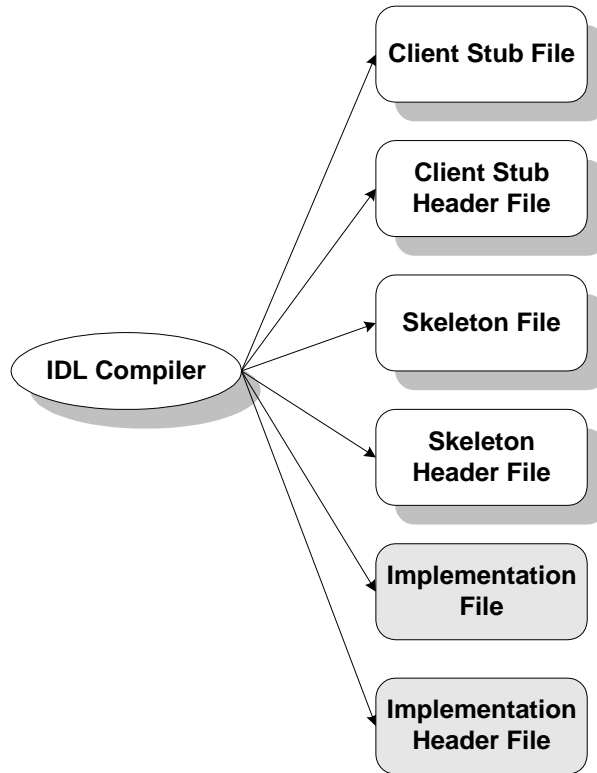 Client Stub File
Client Stub
Header File
Skeleton File
IDL Compiler
Skeleton
Header File
Implementation
File
Implementation
Header File